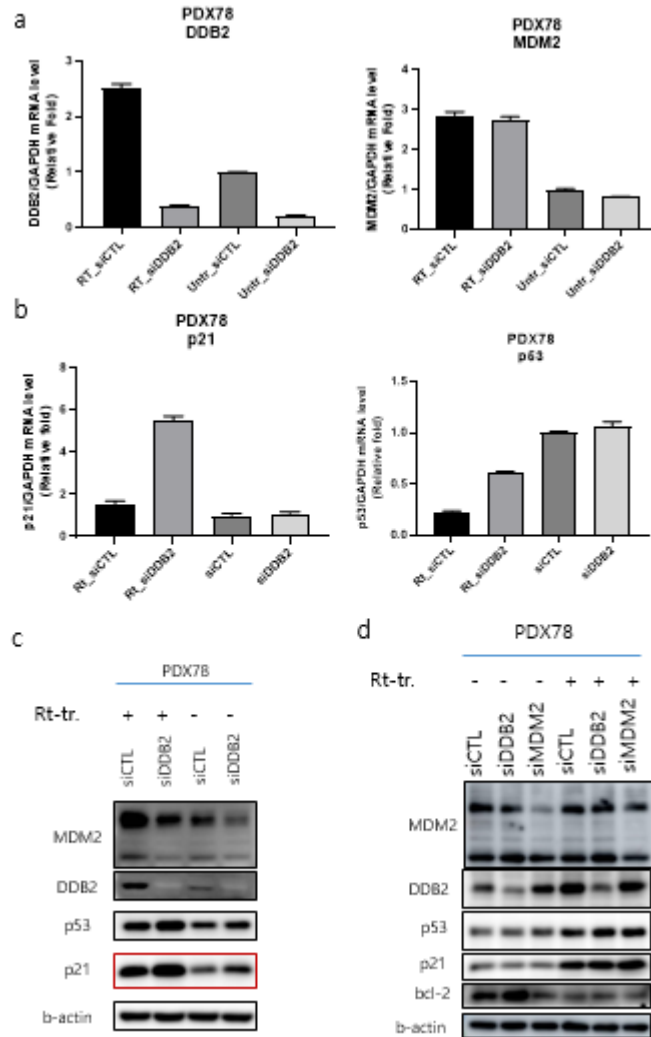 a
PDX78
DDB2
DDB2/GAPDH mRNA level
(Relative Fold)
3
2
1
0
RT_siCTL
RT_siDDB2
Untr_siCTL
Untr_siDDB2
PDX78
MDM2
MDM2/GAPDH mRNA level
(Relative Fold)
4
3
2
1
0
RT_siCTL
RT_siDDB2
Untr_siCTL
Untr_siDDB2
b
PDX78
p21
p21/GAPDH mRNA level
(Relative fold)
8
6
4
2
0
Rt_siCTL
Rt_siDDB2
siCTL
siDDB2
PDX78
p53
p53/GAPDH mRNA level
(Relative fold)
1.5
1.0
0.5
0.0
Rt_siCTL
Rt_siDDB2
siCTL
siDDB2
c
PDX78
Rt-tr. + + - -
siCTL siDDB2 siCTL siDDB2
MDM2
DDB2
p53
p21
b-actin
d
PDX78
Rt-tr. - - - + + +
siCTL siDDB2 siMDM2 siCTL siDDB2 siMDM2
MDM2
DDB2
p53
p21
bcl-2
b-actin